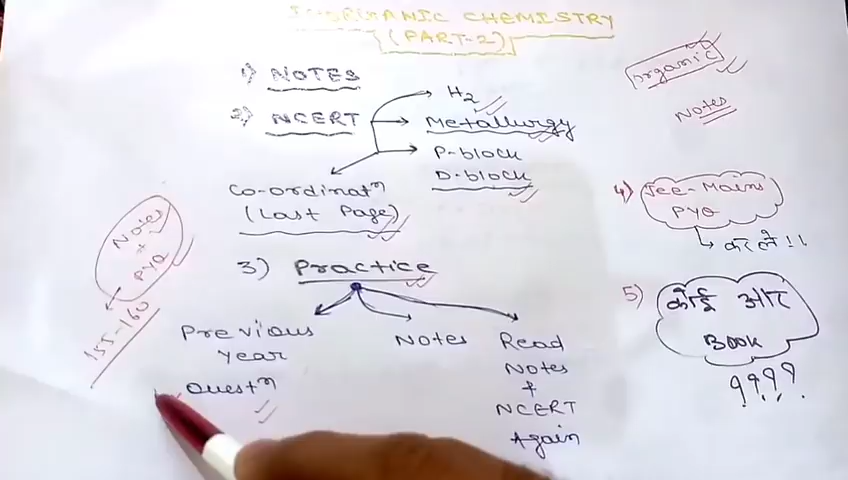 INORGANIC CHEMISTRY
(PART-2)
1) NOTES
2) NCERT
H2
Metallurgy
P-block
D-block
Co-ordinatn
(Last Page)
3) Practice
Previous
year
Questn
Notes
Read
Notes
+
NCERT
Again
Notes
+
PYQ
155-160
organic
Notes
4) Jee-Mains
PYQ
करले !!
5) कोई और
BOOK
????